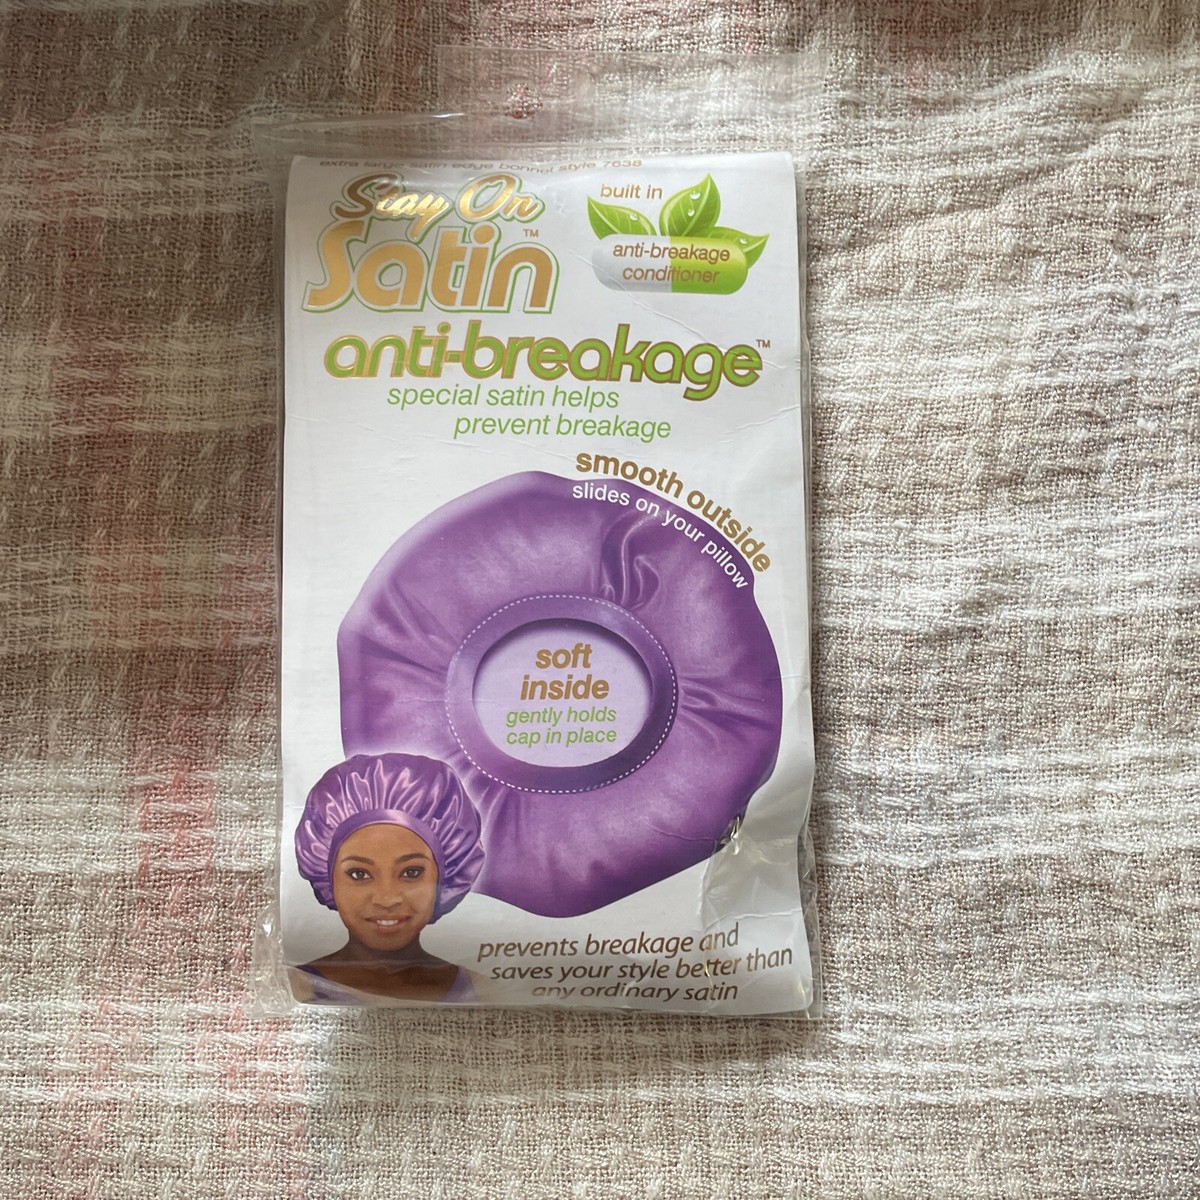 extra large satin edge bonnet style 7638
Stay On
Satin™
built in
anti-breakage
conditioner
anti-breakage™
special satin helps
prevent breakage
smooth outside
slides on your pillow
soft
inside
gently holds
cap in place
prevents breakage and
saves your style better than
any ordinary satin